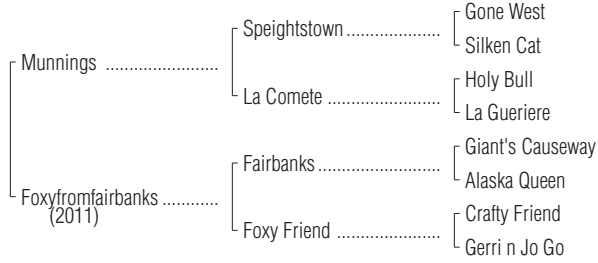 Gone West
Speightstown
Silken Cat
Munnings
Holy Bull
La Comete
La Gueriere
Giant's Causeway
Fairbanks
Alaska Queen
Foxyfromfairbanks
(2011)
Crafty Friend
Foxy Friend
Gerri n Jo Go